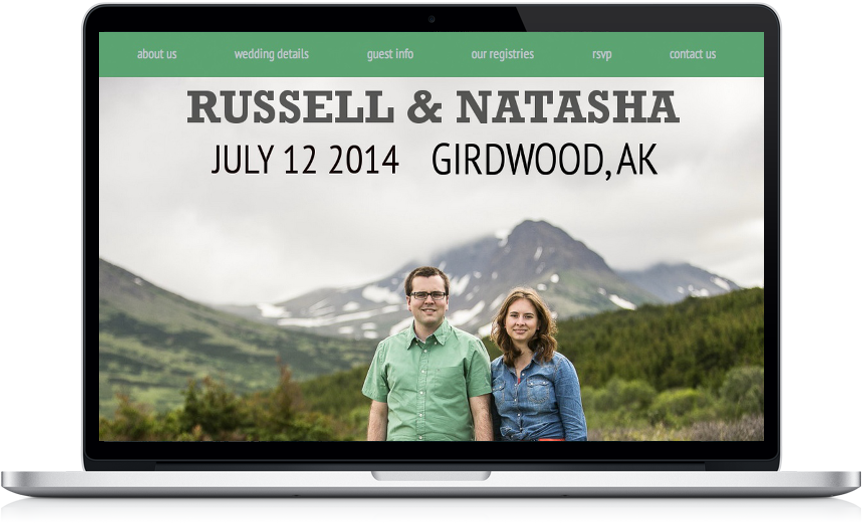 about us wedding details guest info our registries rsvp contact us
RUSSELL & NATASHA
JULY 12 2014 GIRDWOOD, AK